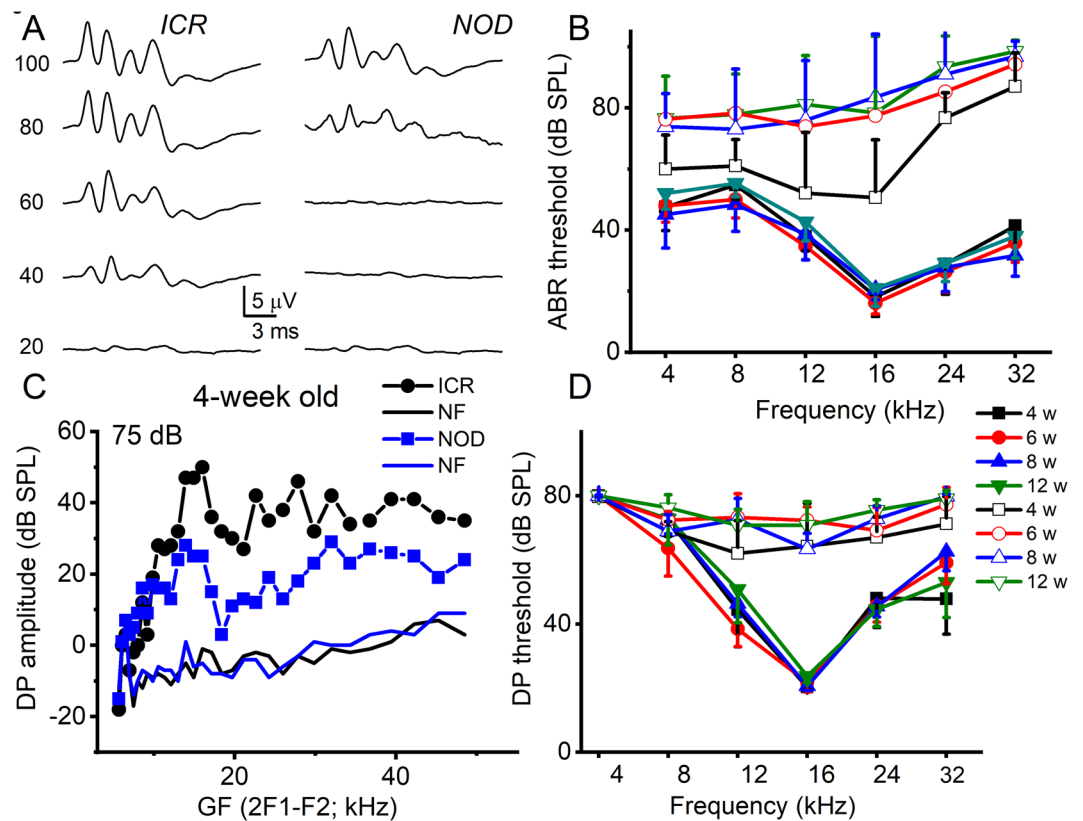 A
ICR
NOD
100
80
60
40
20
5 μV
3 ms
B
ABR threshold (dB SPL)
80
40
0
4
8
12
16
24
32
Frequency (kHz)
C
4-week old
75 dB
ICR
NF
NOD
NF
DP amplitude (dB SPL)
60
40
20
0
-20
20
40
GF (2F1-F2; kHz)
D
DP threshold (dB SPL)
80
40
0
4
8
12
16
24
32
Frequency (kHz)
4 w
6 w
8 w
12 w
4 w
6 w
8 w
12 w